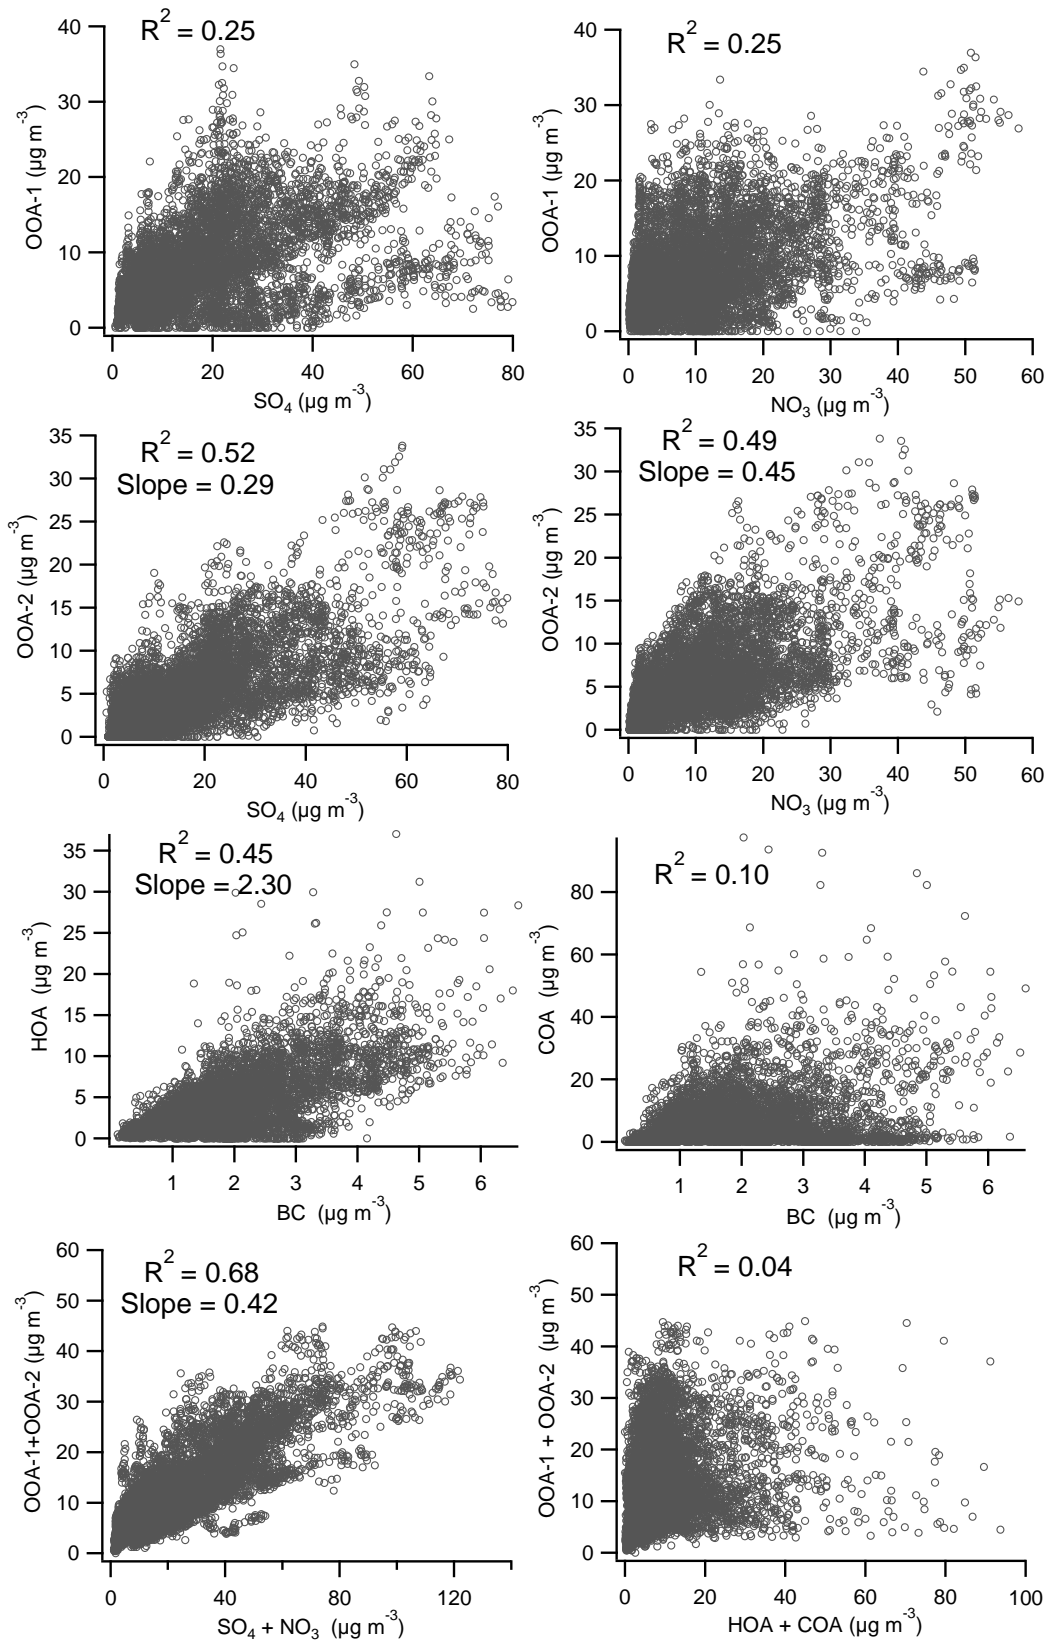 R² = 0.25
OOA-1 (µg m⁻³)
40
30
20
10
0
0 20 40 60 80
SO₄ (µg m⁻³)
R² = 0.25
OOA-1 (µg m⁻³)
40
30
20
10
0
0 10 20 30 40 50 60
NO₃ (µg m⁻³)
R² = 0.52
Slope = 0.29
OOA-2 (µg m⁻³)
35
30
25
20
15
10
5
0
0 20 40 60 80
SO₄ (µg m⁻³)
R² = 0.49
Slope = 0.45
OOA-2 (µg m⁻³)
35
30
25
20
15
10
5
0
0 10 20 30 40 50 60
NO₃ (µg m⁻³)
R² = 0.45
Slope = 2.30
HOA (µg m⁻³)
35
30
25
20
15
10
5
0
1 2 3 4 5 6
BC (µg m⁻³)
R² = 0.10
COA (µg m⁻³)
80
60
40
20
0
1 2 3 4 5 6
BC (µg m⁻³)
R² = 0.68
Slope = 0.42
OOA-1+OOA-2 (µg m⁻³)
60
50
40
30
20
10
0
0 40 80 120
SO₄ + NO₃ (µg m⁻³)
R² = 0.04
OOA-1 + OOA-2 (µg m⁻³)
60
50
40
30
20
10
0
0 20 40 60 80 100
HOA + COA (µg m⁻³)